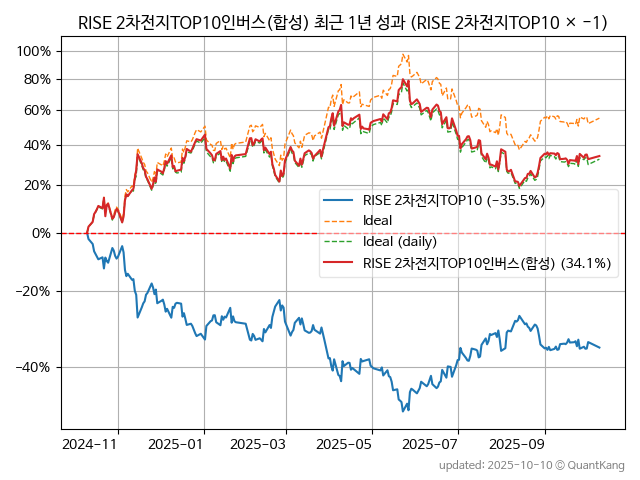 RISE 2차전지TOP10인버스(합성) 최근 1년 성과 (RISE 2차전지TOP10 × −1)
100%
80%
60%
40%
20%
0%
−20%
−40%
RISE 2차전지TOP10 (−35.5%)
Ideal
Ideal (daily)
RISE 2차전지TOP10인버스(합성) (34.1%)
2024−11
2025−01
2025−03
2025−05
2025−07
2025−09
updated: 2025-10-10 © QuantKang